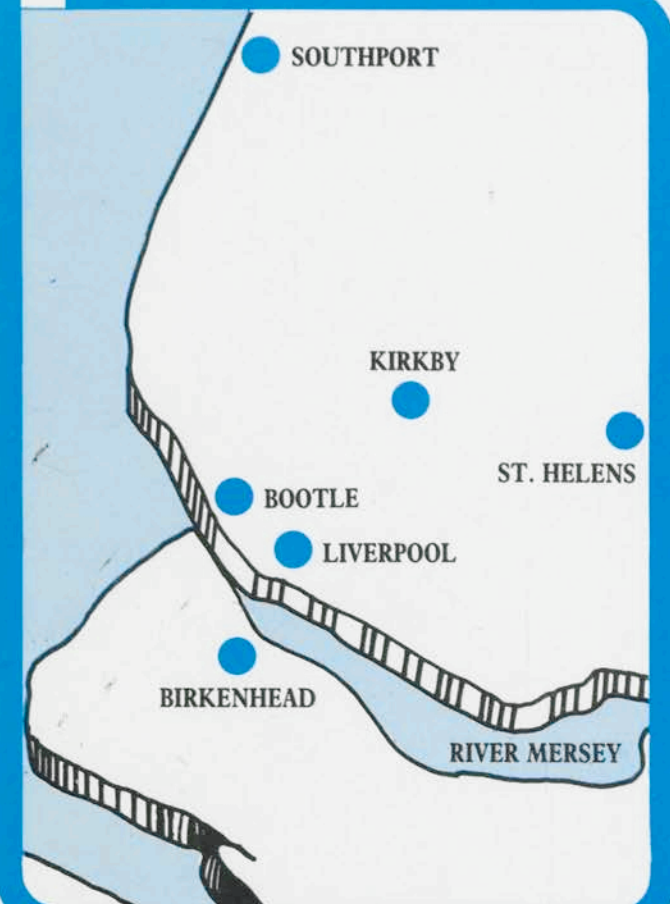 SOUTHPORT
KIRKBY
ST. HELENS
BOOTLE
LIVERPOOL
BIRKENHEAD
RIVER MERSEY